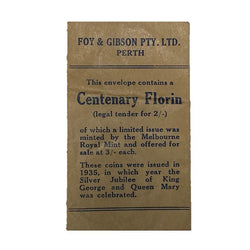 FOY & GIBSON PTY. LTD.
PERTH
This envelope contains a
Centenary Florin
(legal tender for 2/-)
of which a limited issue was
minted by the Melbourne
Royal Mint and offered for
sale at 3/- each.
These coins were issued in
1935, in which year the
Silver Jubilee of King
George and Queen Mary
was celebrated.